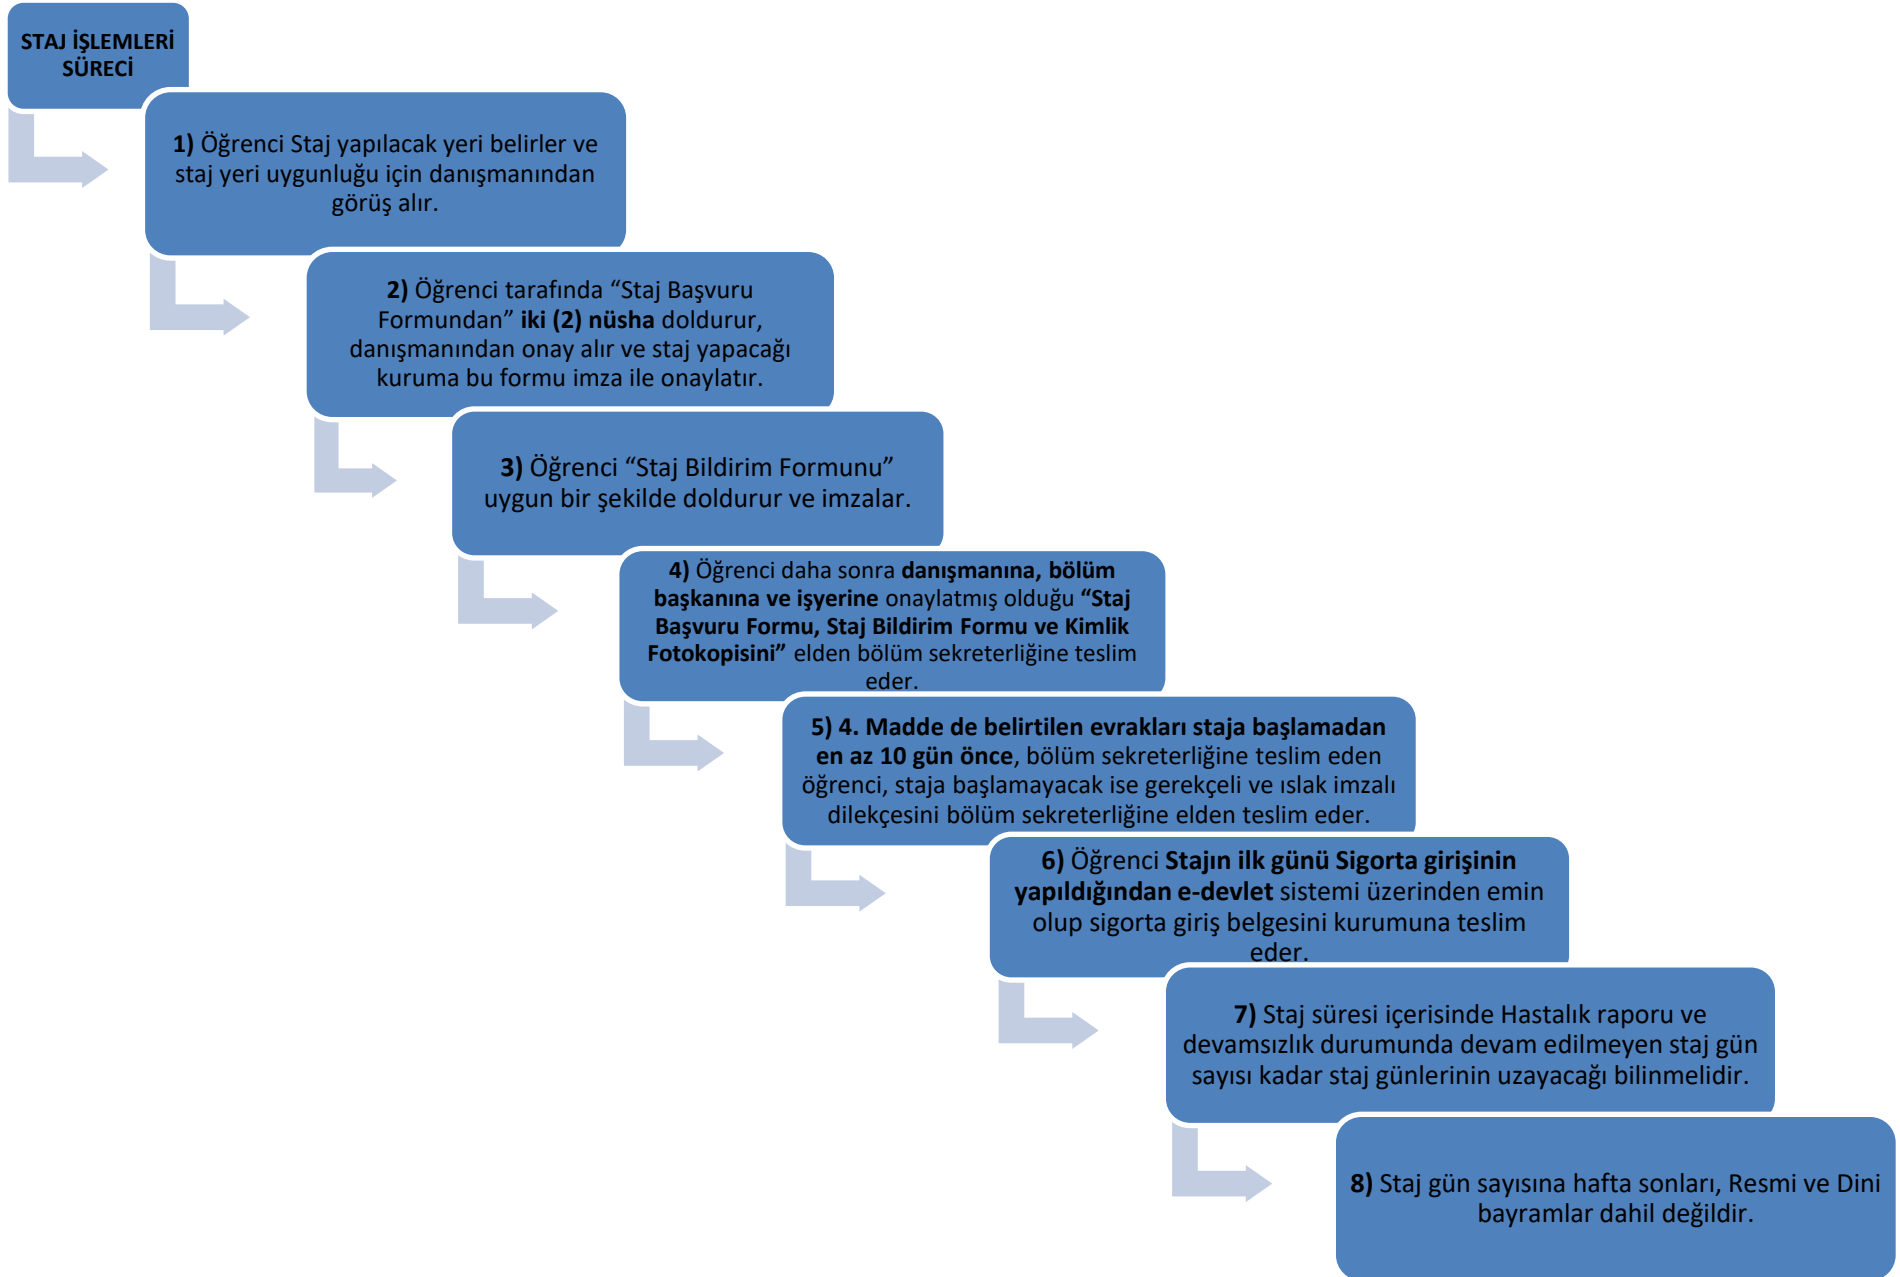 STAJ İŞLEMLERİ
SÜRECİ
1) Öğrenci Staj yapılacak yeri belirler ve
staj yeri uygunluğu için danışmanından
görüş alır.
2) Öğrenci tarafında “Staj Başvuru
Formundan” iki (2) nüsha doldurur,
danışmanından onay alır ve staj yapacağı
kuruma bu formu imza ile onaylatır.
3) Öğrenci “Staj Bildirim Formunu”
uygun bir şekilde doldurur ve imzalar.
4) Öğrenci daha sonra danışmanına, bölüm
başkanına ve işyerine onaylatmış olduğu “Staj
Başvuru Formu, Staj Bildirim Formu ve Kimlik
Fotokopisini” elden bölüm sekreterliğine teslim
eder.
5) 4. Madde de belirtilen evrakları staja başlamadan
en az 10 gün önce, bölüm sekreterliğine teslim eden
öğrenci, staja başlamayacak ise gerekçeli ve ıslak imzalı
dilekçesini bölüm sekreterliğine elden teslim eder.
6) Öğrenci Stajın ilk günü Sigorta girişinin
yapıldığından e-devlet sistemi üzerinden emin
olup sigorta giriş belgesini kurumuna teslim
eder.
7) Staj süresi içerisinde Hastalık raporu ve
devamsızlık durumunda devam edilmeyen staj gün
sayısı kadar staj günlerinin uzayacağı bilinmelidir.
8) Staj gün sayısına hafta sonları, Resmi ve Dini
bayramlar dahil değildir.